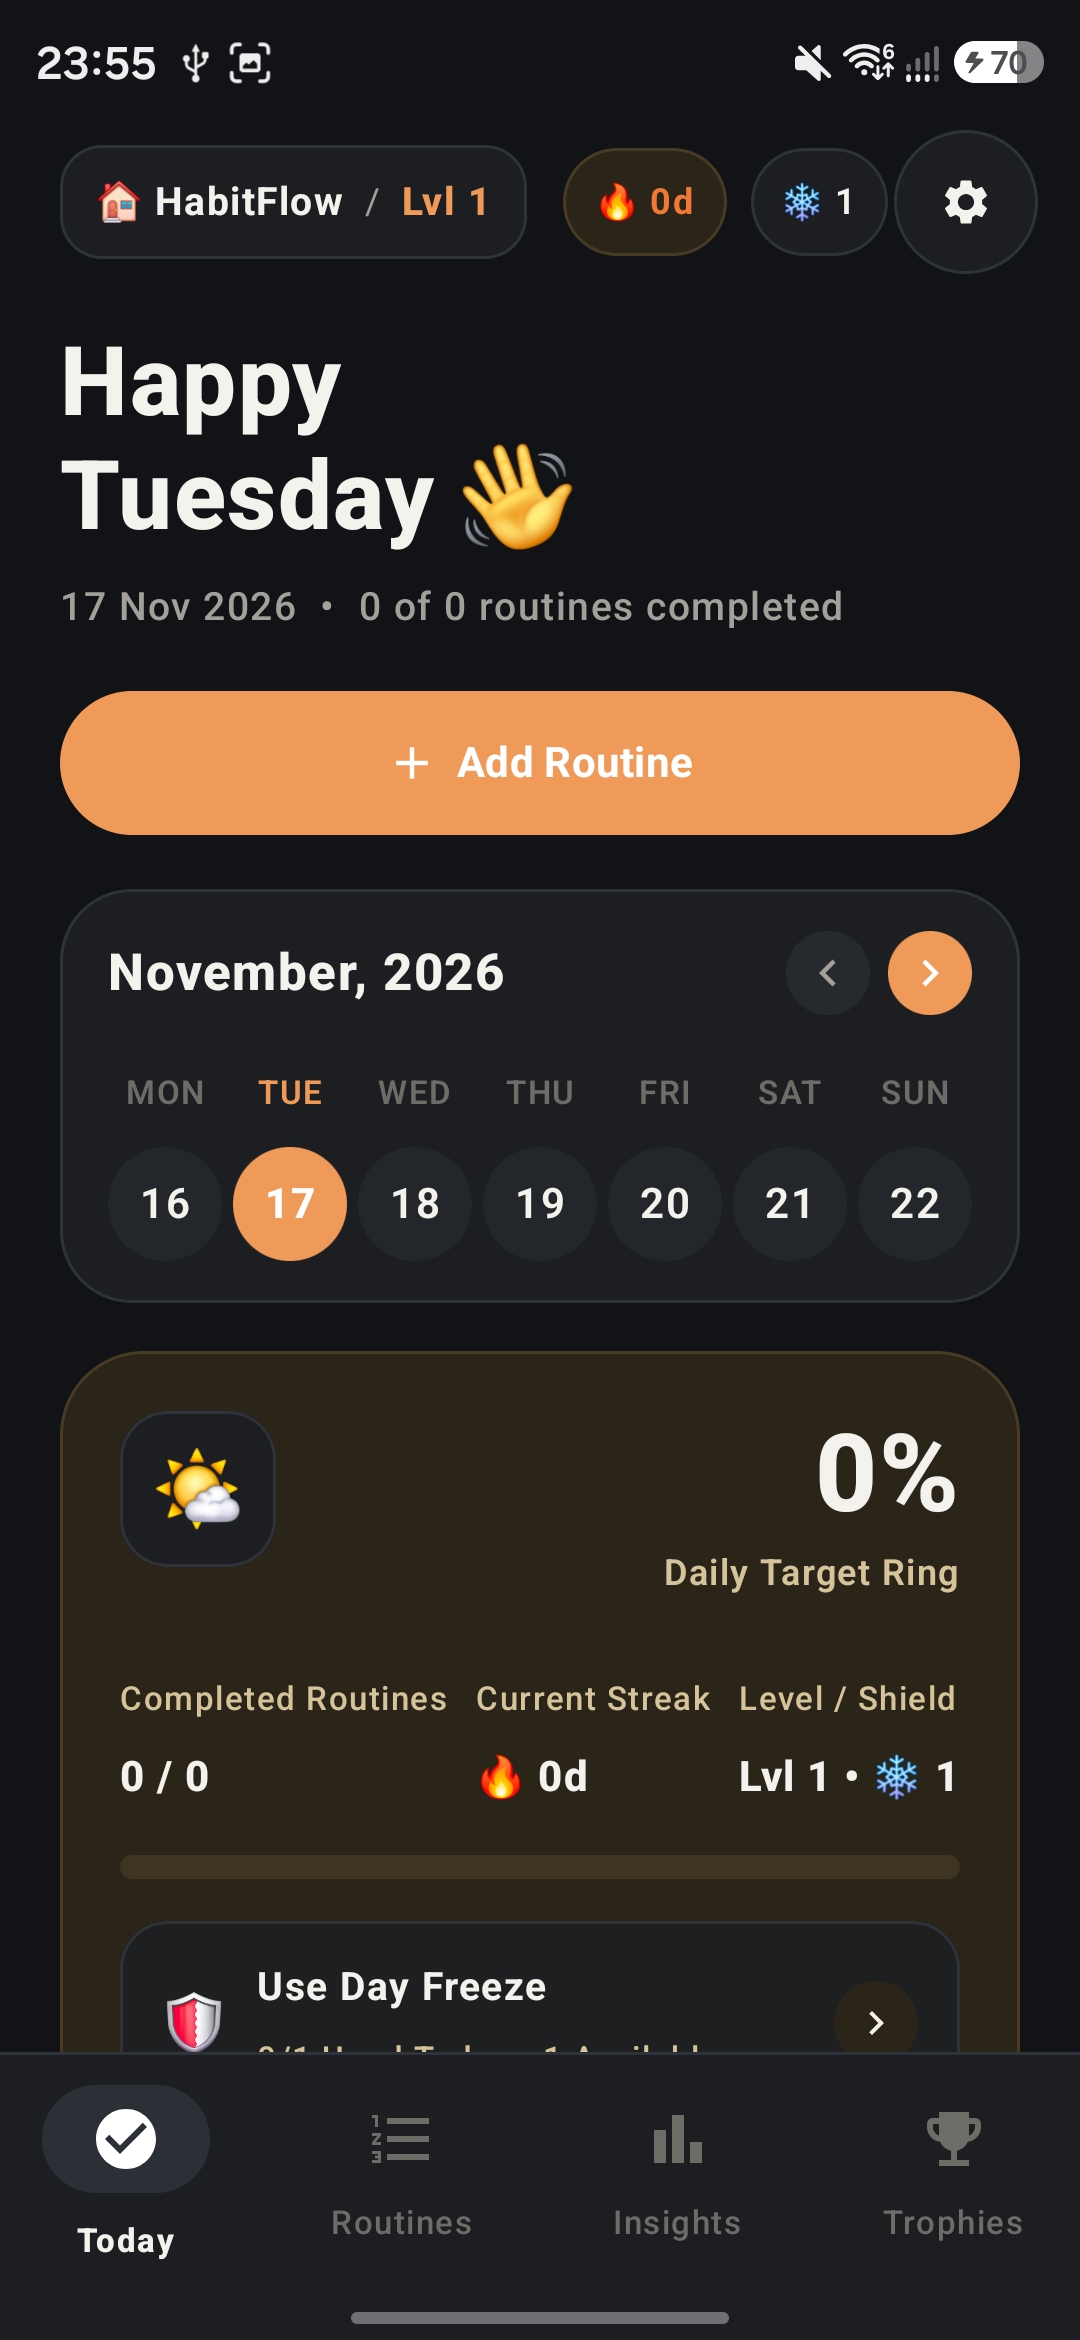 23:55
6
70
🏠 HabitFlow / Lvl 1
🔥 0d
❄️ 1
Happy
Tuesday 👋
17 Nov 2026 • 0 of 0 routines completed
+ Add Routine
November, 2026
MON TUE WED THU FRI SAT SUN
16 17 18 19 20 21 22
0%
Daily Target Ring
Completed Routines Current Streak Level / Shield
0 / 0 🔥 0d Lvl 1 • ❄️ 1
Use Day Freeze
Today Routines Insights Trophies